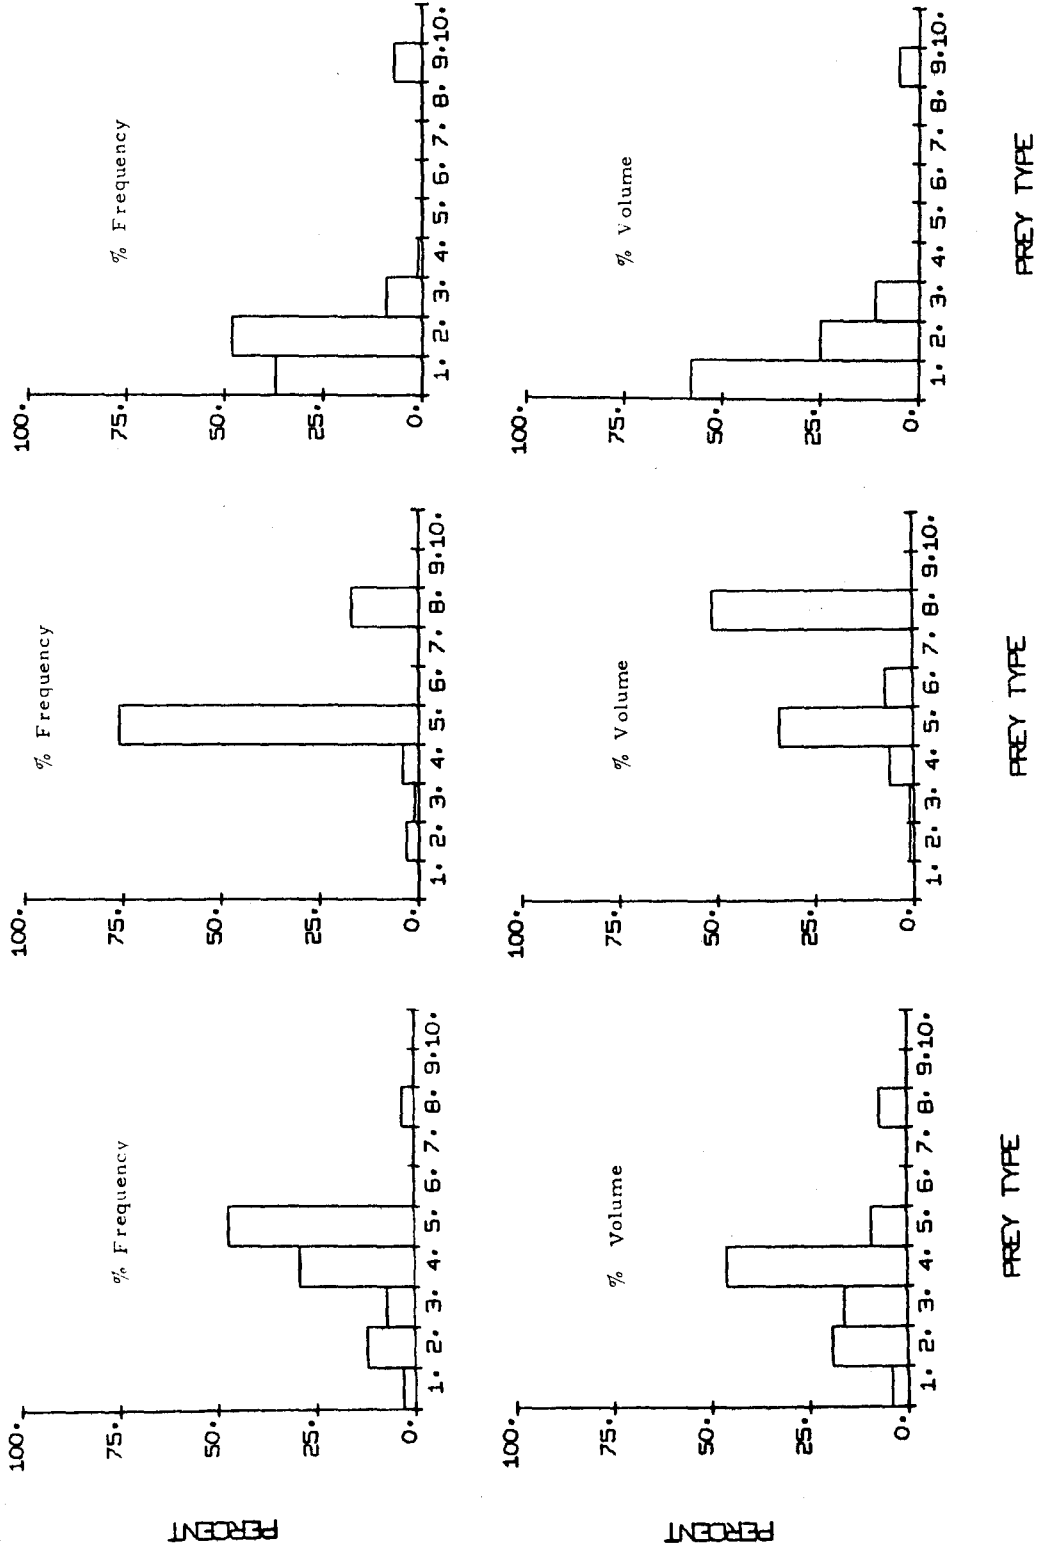 PERCENT
% Frequency
100.
75.
50.
25.
0.
1. 2. 3. 4. 5. 6. 7. 8. 9. 10.
% Frequency
100.
75.
50.
25.
0.
1. 2. 3. 4. 5. 6. 7. 8. 9. 10.
% Frequency
100.
75.
50.
25.
0.
1. 2. 3. 4. 5. 6. 7. 8. 9. 10.
PERCENT
% Volume
100.
75.
50.
25.
0.
1. 2. 3. 4. 5. 6. 7. 8. 9. 10.
PREY TYPE
% Volume
100.
75.
50.
25.
0.
1. 2. 3. 4. 5. 6. 7. 8. 9. 10.
PREY TYPE
% Volume
100.
75.
50.
25.
0.
1. 2. 3. 4. 5. 6. 7. 8. 9. 10.
PREY TYPE